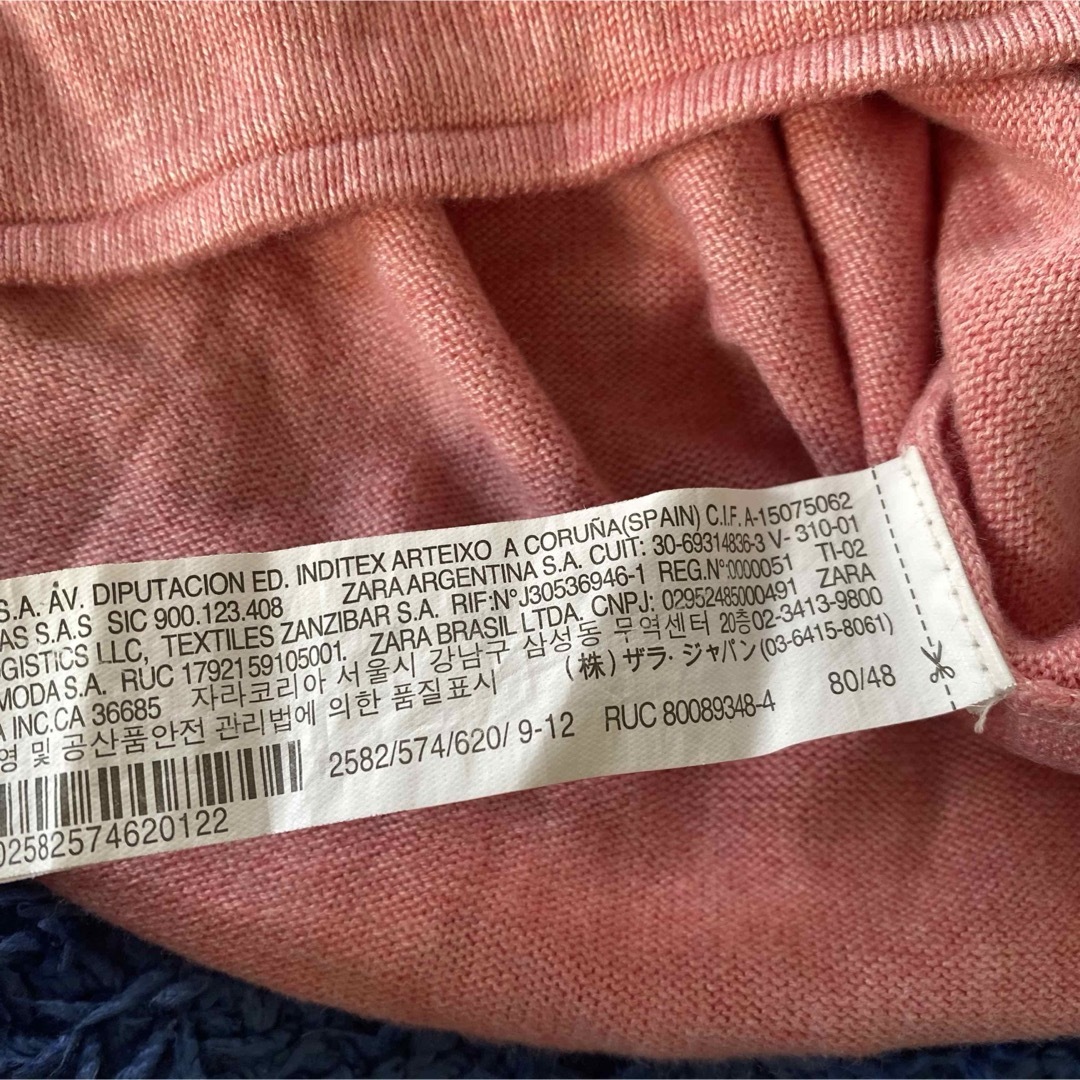 S.A. AV. DIPUTACION ED. INDITEX ARTEIXO A CORUÑA(SPAIN) C.I.F. A-15075062
AS S.A.S SIC 900.123.408 ZARA ARGENTINA S.A. CUIT: 30-69314836-3 V- 310-01
OGISTICS LLC, TEXTILES ZANZIBAR S.A. RIF:NºJ30536946-1 REG.Nº:0000051 TI-02
MODA S.A. RUC 1792159105001, ZARA BRASIL LTDA. CNPJ: 02952485000491 ZARA
A INC.CA 36685 자라코리아 서울시 강남구 삼성동 무역센터 20층02-3413-9800
영 및 공산품안전 관리법에 의한 품질표시 (株) ザラ・ジャパン(03-6415-8061)
2582/574/620/ 9-12 RUC 80089348-4 80/48
02582574620122